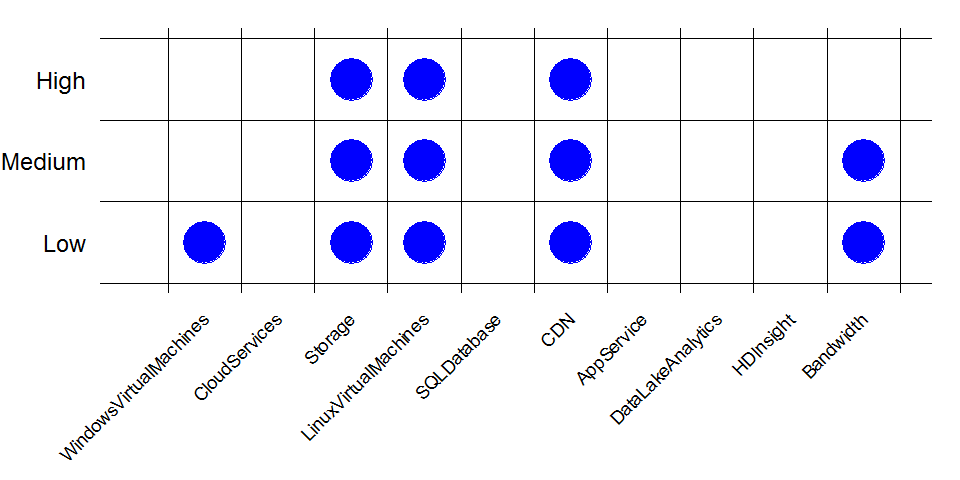 High
Medium
Low
WindowsVirtualMachines
CloudServices
Storage
LinuxVirtualMachines
SQLDatabase
CDN
AppService
DataLakeAnalytics
HDInsight
Bandwidth